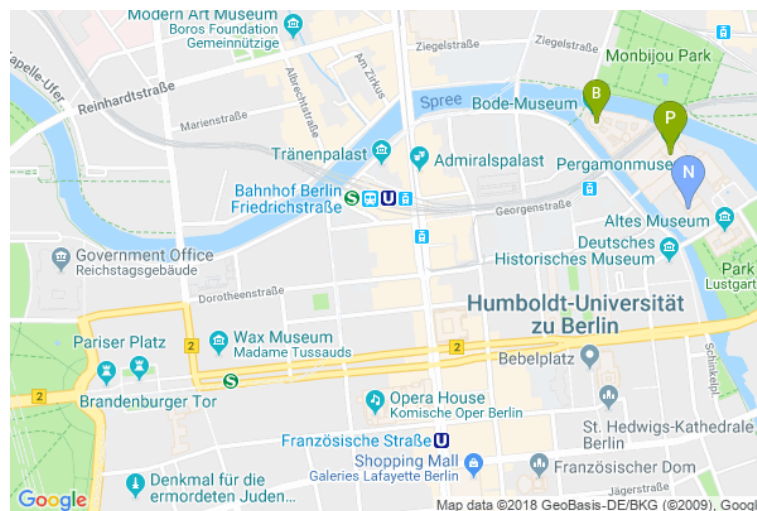 Modern Art Museum
Boros Foundation
Gemeinnützige
Ziegelstraße
Ziegelstraße
Monbijou Park
Kapelle-Ufer
Reinhardtstraße
Albrechtstraße
Am Zirkus
Marienstraße
Spree
Bode-Museum
B
P
Tränenpalast
Admiralspalast
Pergamonmuse
N
Bahnhof Berlin
Friedrichstraße
S
U
Georgenstraße
Altes Museum
Deutsches
Historisches Museum
Government Office
Reichstagsgebäude
Park
Lustgart
Dorotheenstraße
Humboldt-Universität
zu Berlin
Pariser Platz
2
Wax Museum
Madame Tussauds
2
Bebelplatz
Schinkelpl.
S
2
Brandenburger Tor
Opera House
Komische Oper Berlin
St. Hedwigs-Kathedrale
Berlin
Französische Straße U
Shopping Mall
Galeries Lafayette Berlin
Französischer Dom
Denkmal für die
ermordeten Juden...
Jägerstraße
Google
Map data ©2018 GeoBasis-DE/BKG (©2009), Googl